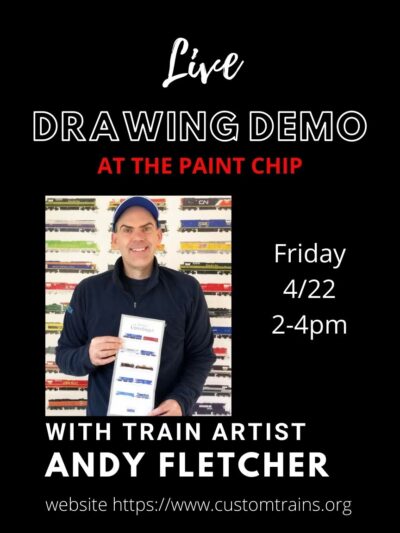 Live
DRAWING DEMO
AT THE PAINT CHIP
CN
Friday
4/22
2-4pm
WITH TRAIN ARTIST
ANDY FLETCHER
website https://www.customtrains.org